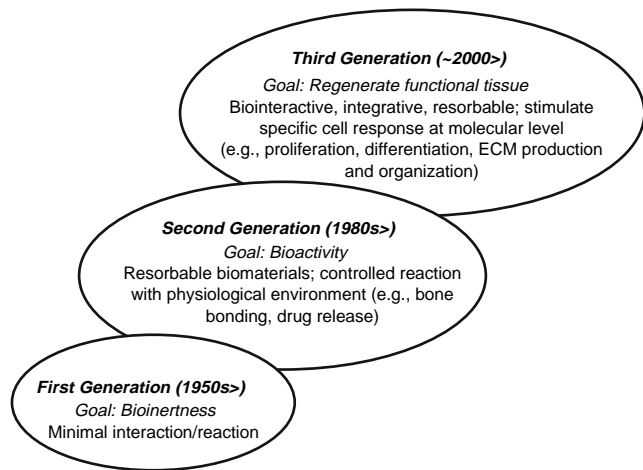 Third Generation (~2000>)
Goal: Regenerate functional tissue
Biointeractive, integrative, resorbable; stimulate
specific cell response at molecular level
(e.g., proliferation, differentiation, ECM production
and organization)
Second Generation (1980s>)
Goal: Bioactivity
Resorbable biomaterials; controlled reaction
with physiological environment (e.g., bone
bonding, drug release)
First Generation (1950s>)
Goal: Bioinertness
Minimal interaction/reaction